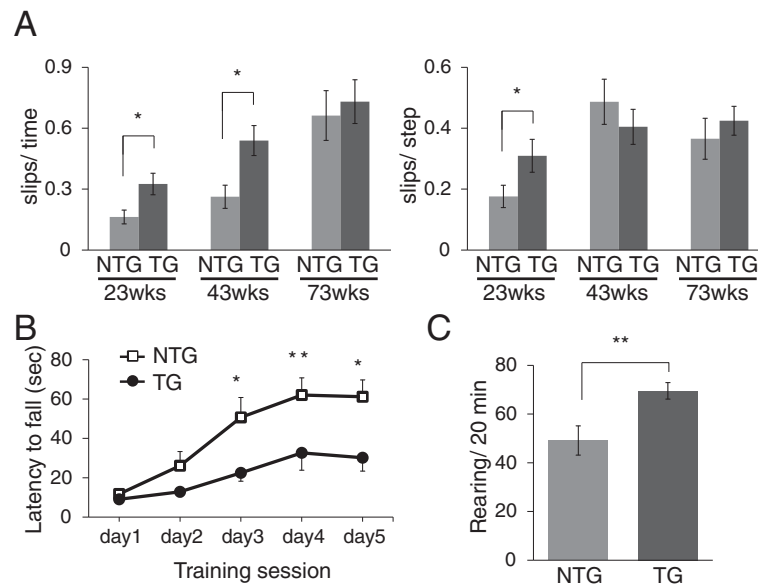 A
slips/ time
0.9
0.6
0.3
0
*
*
NTG TG
NTG TG
NTG TG
23wks
43wks
73wks
slips/ step
0.6
0.4
0.2
0
*
NTG TG
NTG TG
NTG TG
23wks
43wks
73wks
B
Latency to fall (sec)
80
60
40
20
0
NTG
TG
*
**
*
day1
day2
day3
day4
day5
Training session
C
Rearing/ 20 min
80
60
40
20
0
**
NTG
TG